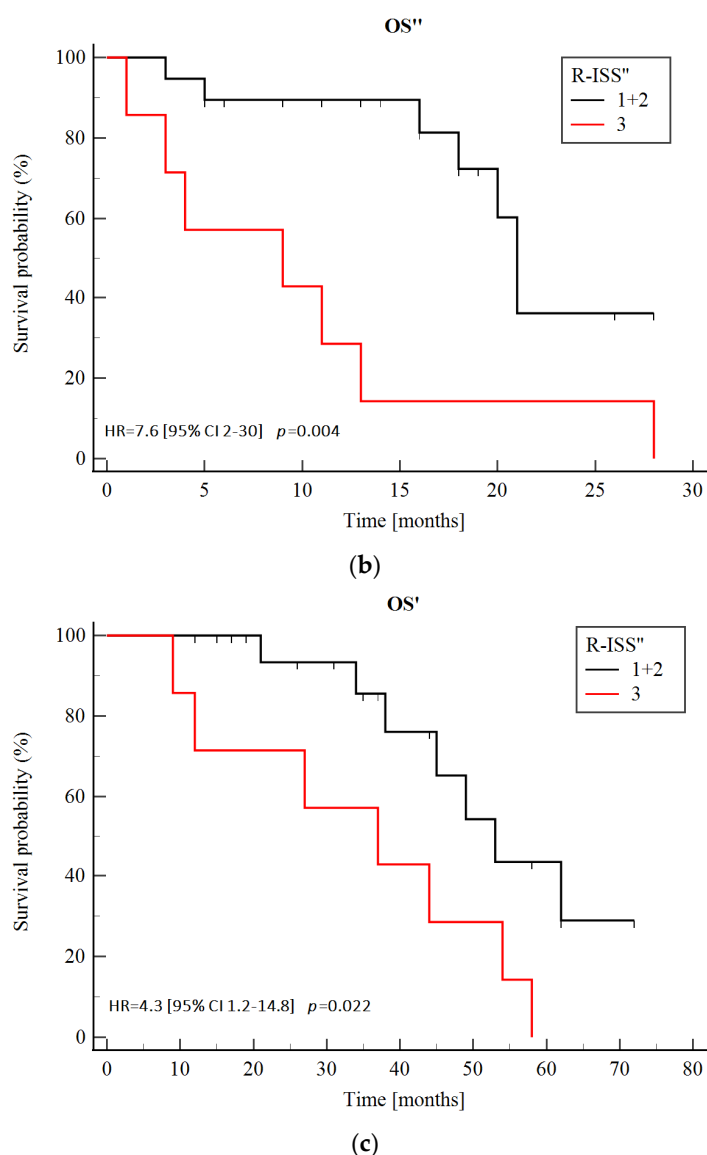 OS"
R-ISS"
1+2
3
Survival probability (%)
100
80
60
40
20
0
HR=7.6 [95% CI 2-30] p=0.004
0 5 10 15 20 25 30
Time [months]
(b)
OS'
R-ISS"
1+2
3
Survival probability (%)
100
80
60
40
20
0
HR=4.3 [95% CI 1.2-14.8] p=0.022
0 10 20 30 40 50 60 70 80
Time [months]
(c)